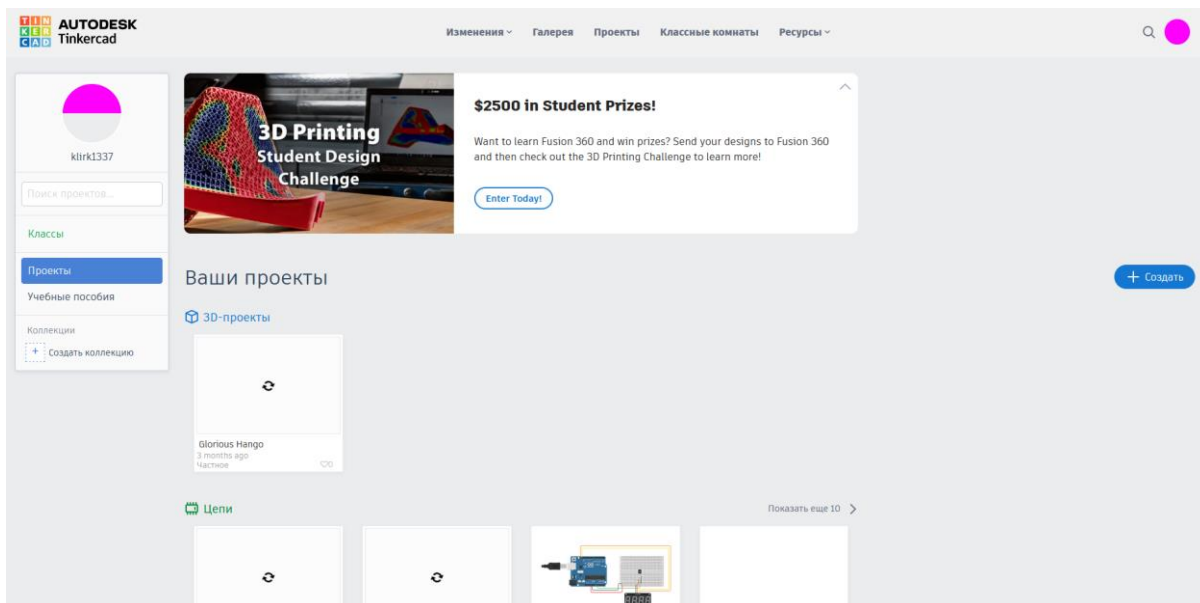 TIN
KER
CAD
AUTODESK
Tinkercad
Изменения
Галерея
Проекты
Классные комнаты
Ресурсы
klirk1337
Поиск проектов...
Классы
Проекты
Учебные пособия
Коллекции
+ Создать коллекцию
3D Printing
Student Design
Challenge
$2500 in Student Prizes!
Want to learn Fusion 360 and win prizes? Send your designs to Fusion 360
and then check out the 3D Printing Challenge to learn more!
Enter Today!
Ваши проекты
+ Создать
3D-проекты
Glorious Hango
3 months ago
Частное
0
Цепи
Показать еще 10